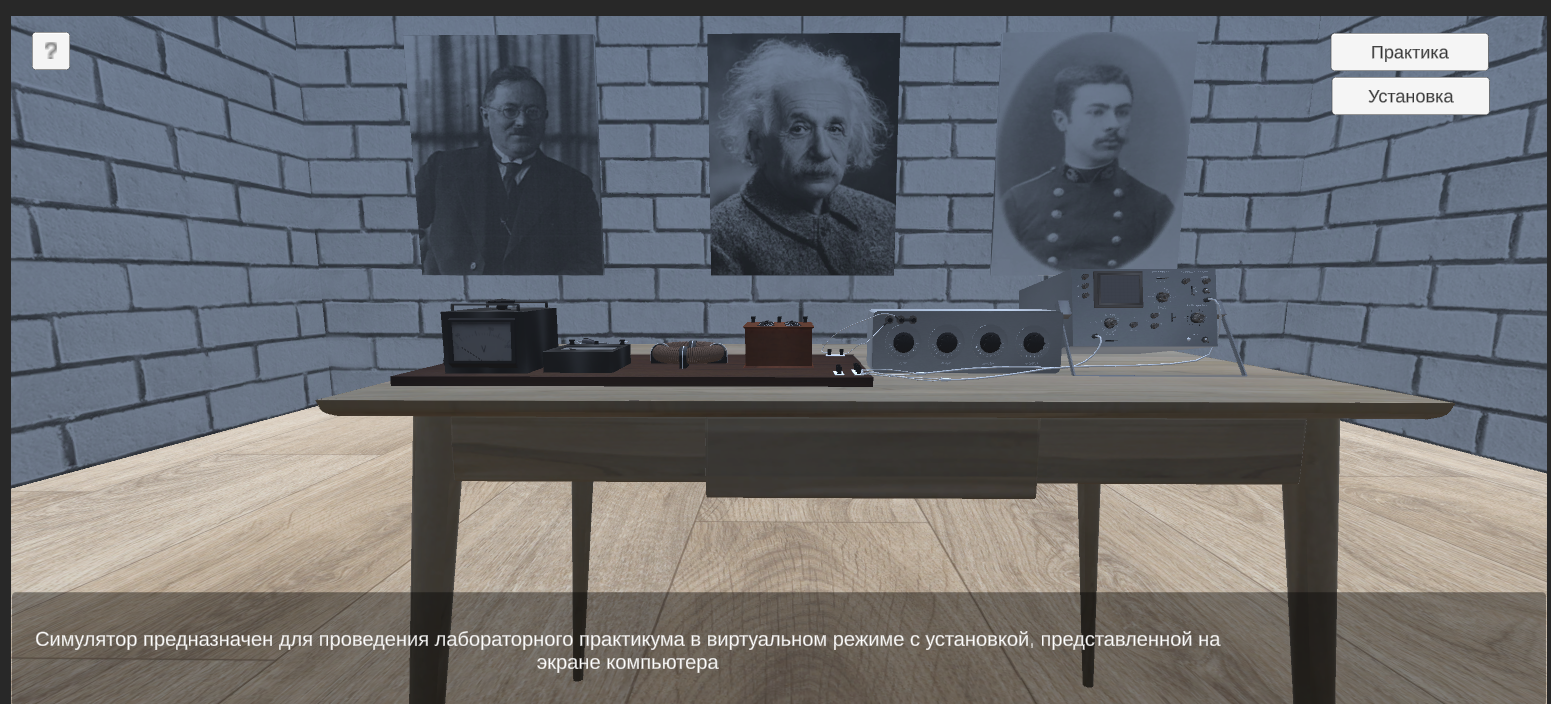 ?
Практика
Установка
Симулятор предназначен для проведения лабораторного практикума в виртуальном режиме с установкой, представленной на
экране компьютера